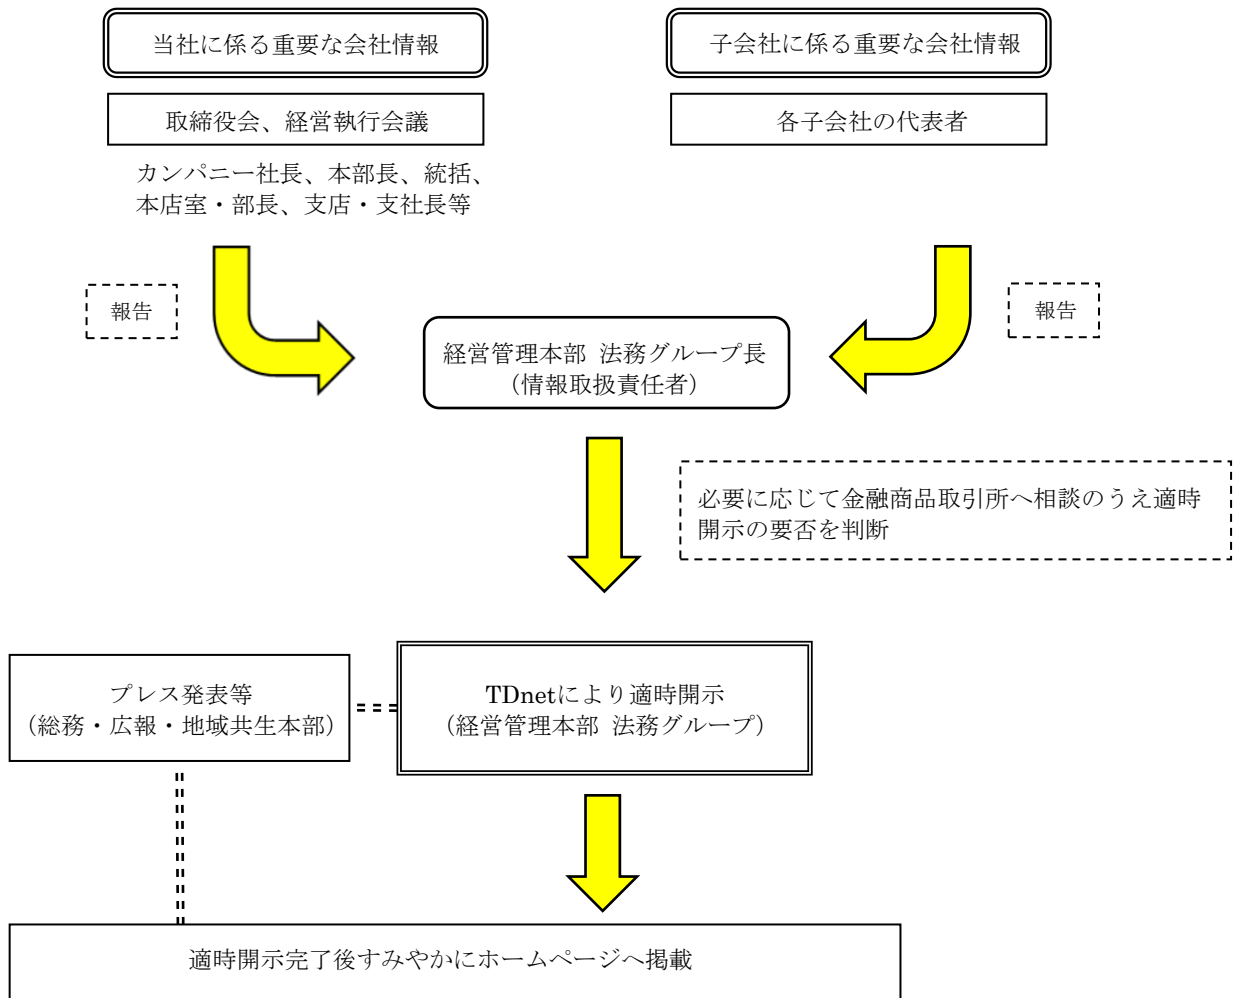 当社に係る重要な会社情報
子会社に係る重要な会社情報
取締役会、経営執行会議
各子会社の代表者
カンパニー社長、本部長、統括、
本店室・部長、支店・支社長等
報告
報告
経営管理本部 法務グループ長
（情報取扱責任者）
必要に応じて金融商品取引所へ相談のうえ適時
開示の要否を判断
プレス発表等
（総務・広報・地域共生本部）
TDnetにより適時開示
（経営管理本部 法務グループ）
適時開示完了後すみやかにホームページへ掲載